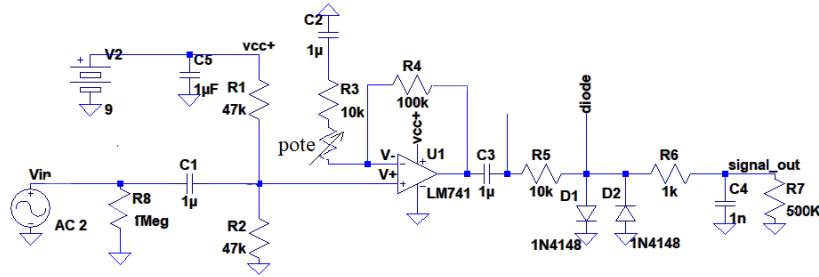 C2
1µ
V2
vcc+
C5
1µF
9
R1
47k
R3
10k
R4
100k
vcc+
diode
pote
V-
U1
V+
LM741
C3
1µ
R5
10k
R6
1k
signal_out
Vin
C1
1µ
R8
1Meg
AC 2
R2
47k
D1
D2
1N4148
1N4148
C4
1n
R7
500K